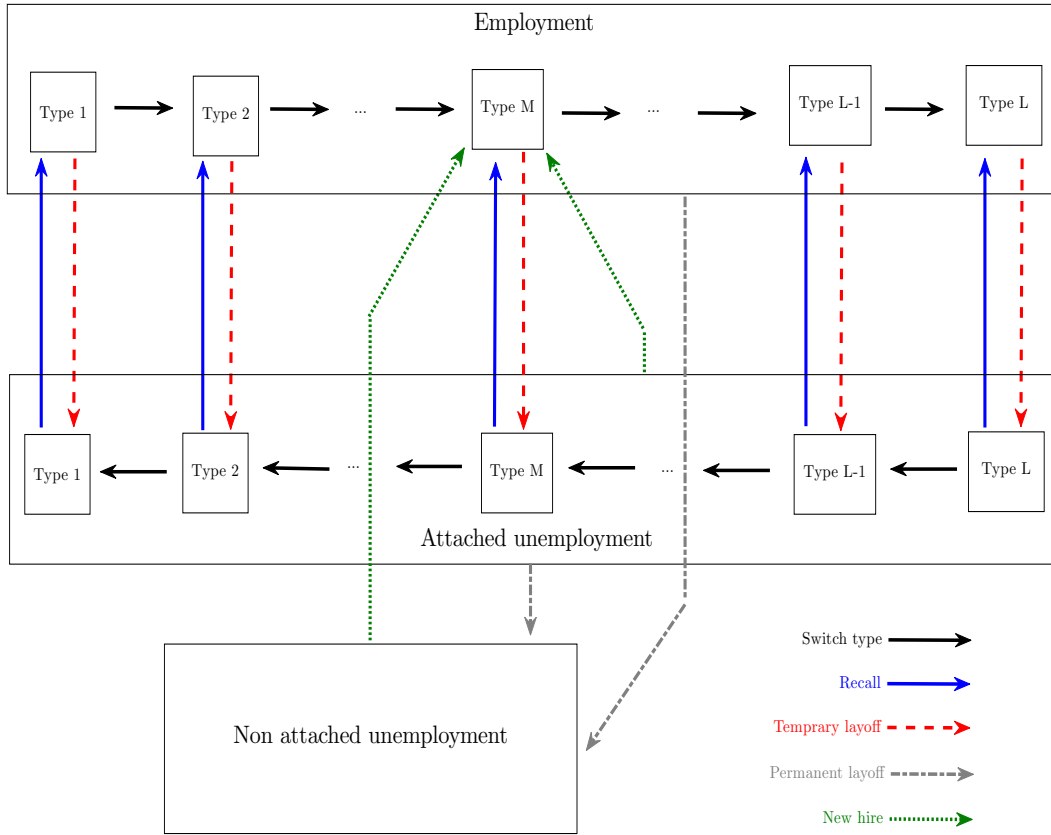 Employment
Type 1
Type 2
...
Type M
...
Type L-1
Type L
Type 1
Type 2
...
Type M
...
Type L-1
Type L
Attached unemployment
Non attached unemployment
Switch type
Recall
Temprary layoff
Permanent layoff
New hire